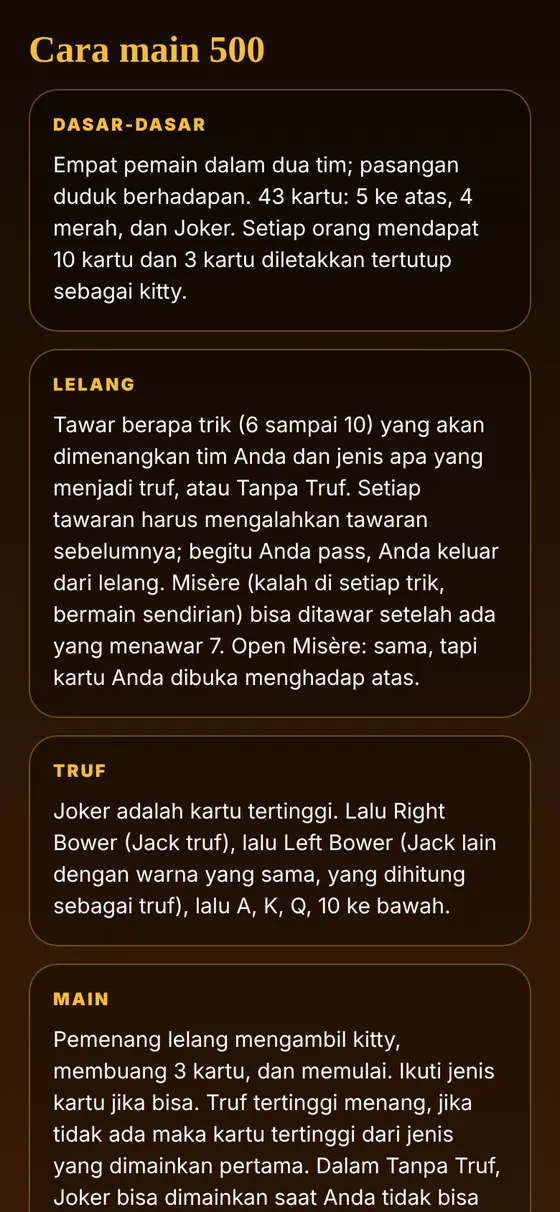 Cara main 500
DASAR-DASAR
Empat pemain dalam dua tim; pasangan
duduk berhadapan. 43 kartu: 5 ke atas, 4
merah, dan Joker. Setiap orang mendapat
10 kartu dan 3 kartu diletakkan tertutup
sebagai kitty.
LELANG
Tawar berapa trik (6 sampai 10) yang akan
dimenangkan tim Anda dan jenis apa yang
menjadi truf, atau Tanpa Truf. Setiap
tawaran harus mengalahkan tawaran
sebelumnya; begitu Anda pass, Anda keluar
dari lelang. Misère (kalah di setiap trik,
bermain sendirian) bisa ditawar setelah ada
yang menawar 7. Open Misère: sama, tapi
kartu Anda dibuka menghadap atas.
TRUF
Joker adalah kartu tertinggi. Lalu Right
Bower (Jack truf), lalu Left Bower (Jack lain
dengan warna yang sama, yang dihitung
sebagai truf), lalu A, K, Q, 10 ke bawah.
MAIN
Pemenang lelang mengambil kitty,
membuang 3 kartu, dan memulai. Ikuti jenis
kartu jika bisa. Truf tertinggi menang, jika
tidak ada maka kartu tertinggi dari jenis
yang dimainkan pertama. Dalam Tanpa Truf,
Joker bisa dimainkan saat Anda tidak bisa